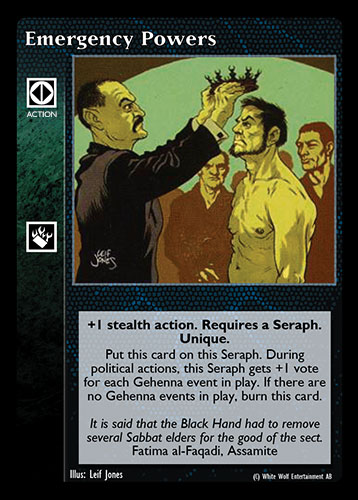 Emergency Powers
ACTION
LEIF
JONES
+1 stealth action. Requires a Seraph.
Unique.
Put this card on this Seraph. During
political actions, this Seraph gets +1 vote
for each Gehenna event in play. If there are
no Gehenna events in play, burn this card.
It is said that the Black Hand had to remove
several Sabbat elders for the good of the sect.
Fatima al-Faqadi, Assamite
Illus: Leif Jones
(C) White Wolf Entertainment AB